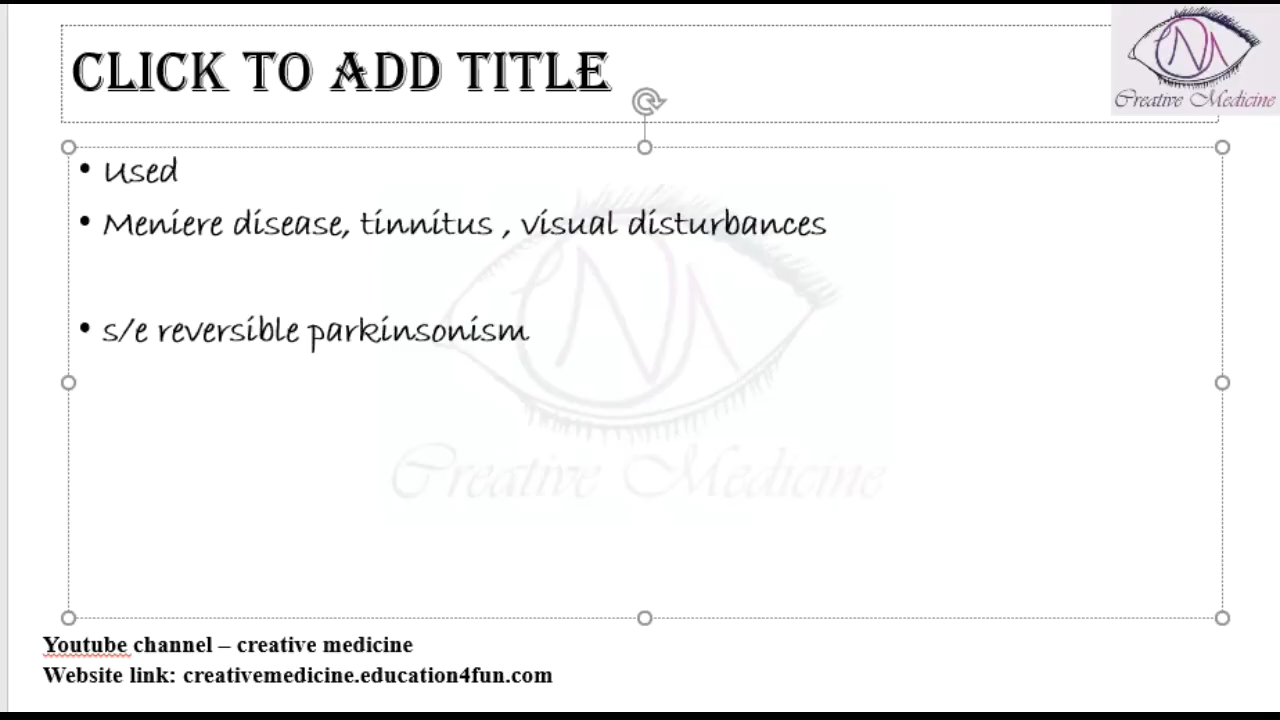 CLICK TO ADD TITLE
Creative Medicine
• Used
• Meniere disease, tinnitus , visual disturbances
• s/e reversible parkinsonism
Creative Medicine
Youtube channel – creative medicine
Website link: creativemedicine.education4fun.com